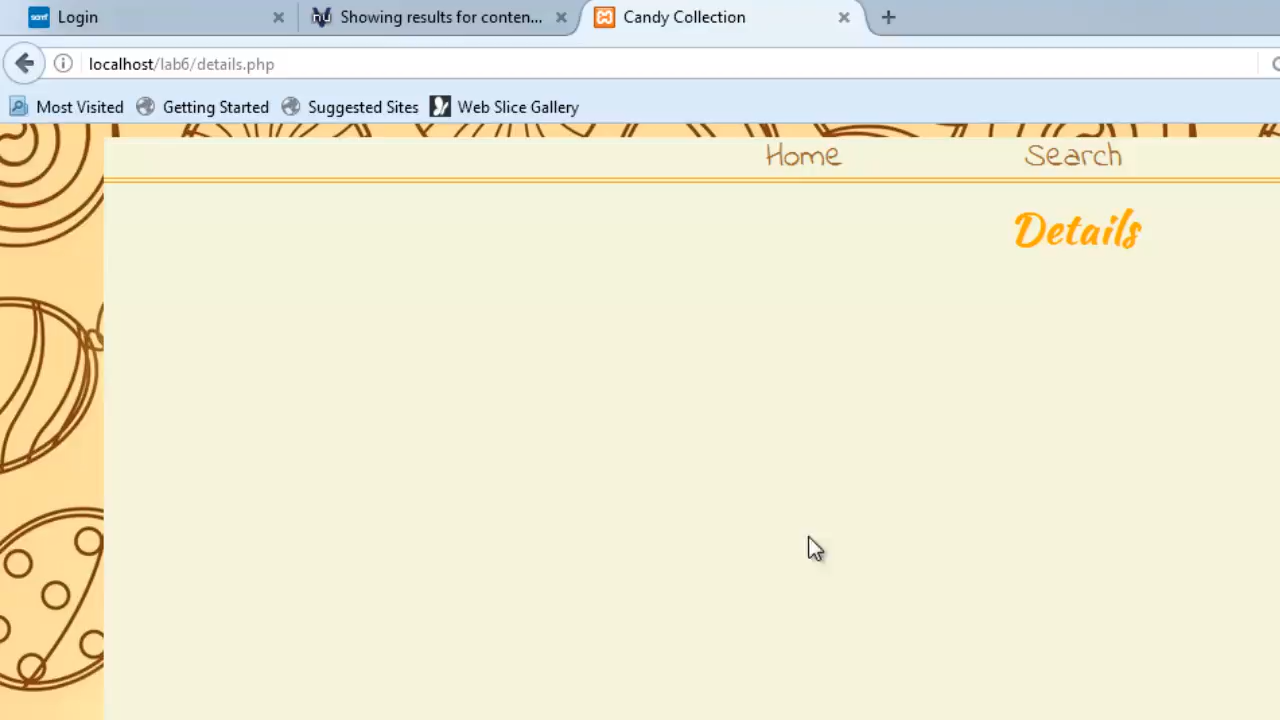 Login
Showing results for conten...
Candy Collection
localhost/lab6/details.php
Most Visited
Getting Started
Suggested Sites
Web Slice Gallery
Home
Search
Details